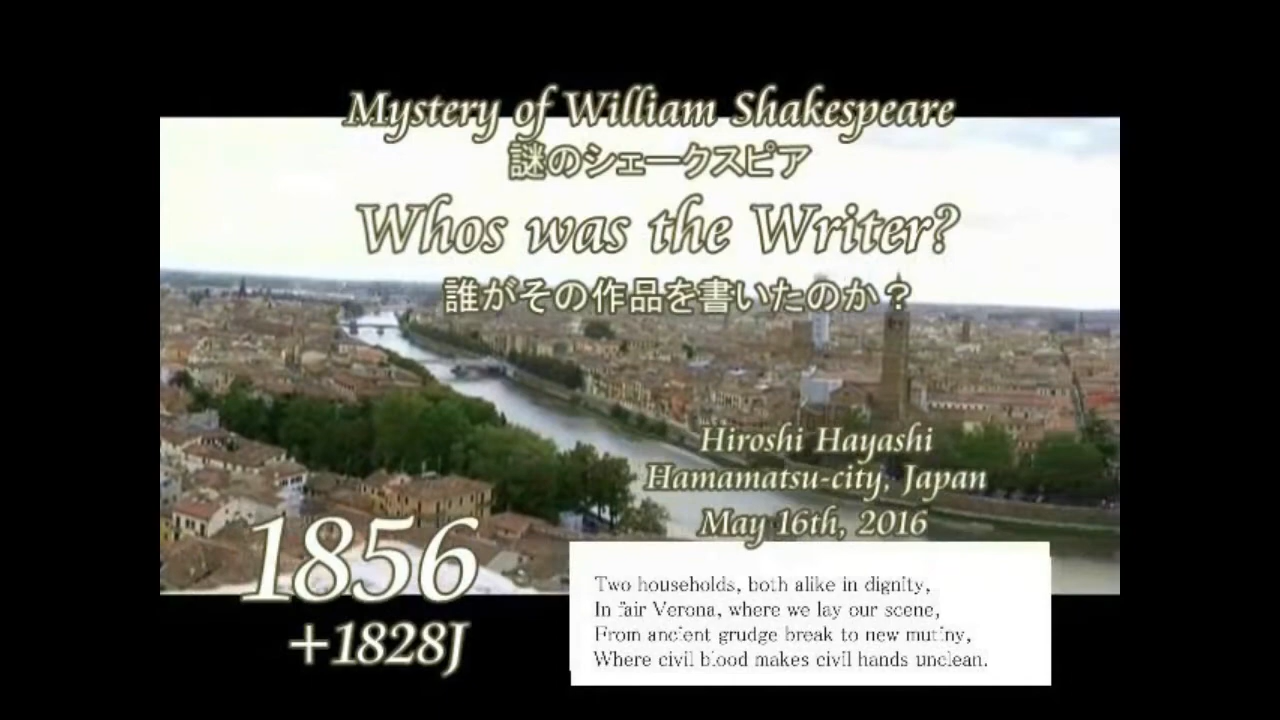 Mystery of William Shakespeare
謎のシェークスピア
Whos was the Writer?
誰がその作品を書いたのか？
Hiroshi Hayashi
Hamamatsu-city, Japan
May 16th, 2016
1856
+1828J
Two households, both alike in dignity,
In fair Verona, where we lay our scene,
From ancient grudge break to new mutiny,
Where civil blood makes civil hands unclean.